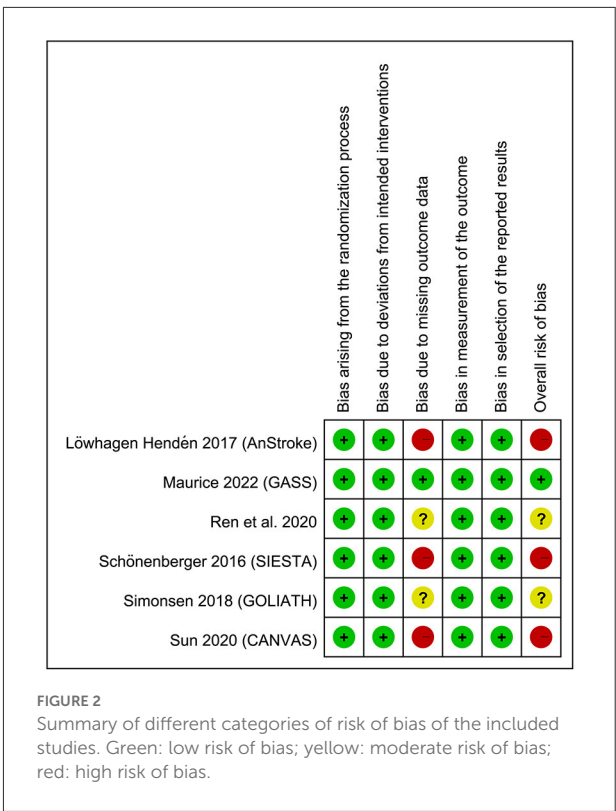 Bias arising from the randomization process
Bias due to deviations from intended interventions
Bias due to missing outcome data
Bias in measurement of the outcome
Bias in selection of the reported results
Overall risk of bias
Löwhagen Hendén 2017 (AnStroke) + + - + + -
Maurice 2022 (GASS) + + + + + +
Ren et al. 2020 + + ? + + ?
Schönenberger 2016 (SIESTA) + + - + + -
Simonsen 2018 (GOLIATH) + + ? + + ?
Sun 2020 (CANVAS) + + - + + -
FIGURE 2
Summary of different categories of risk of bias of the included
studies. Green: low risk of bias; yellow: moderate risk of bias;
red: high risk of bias.